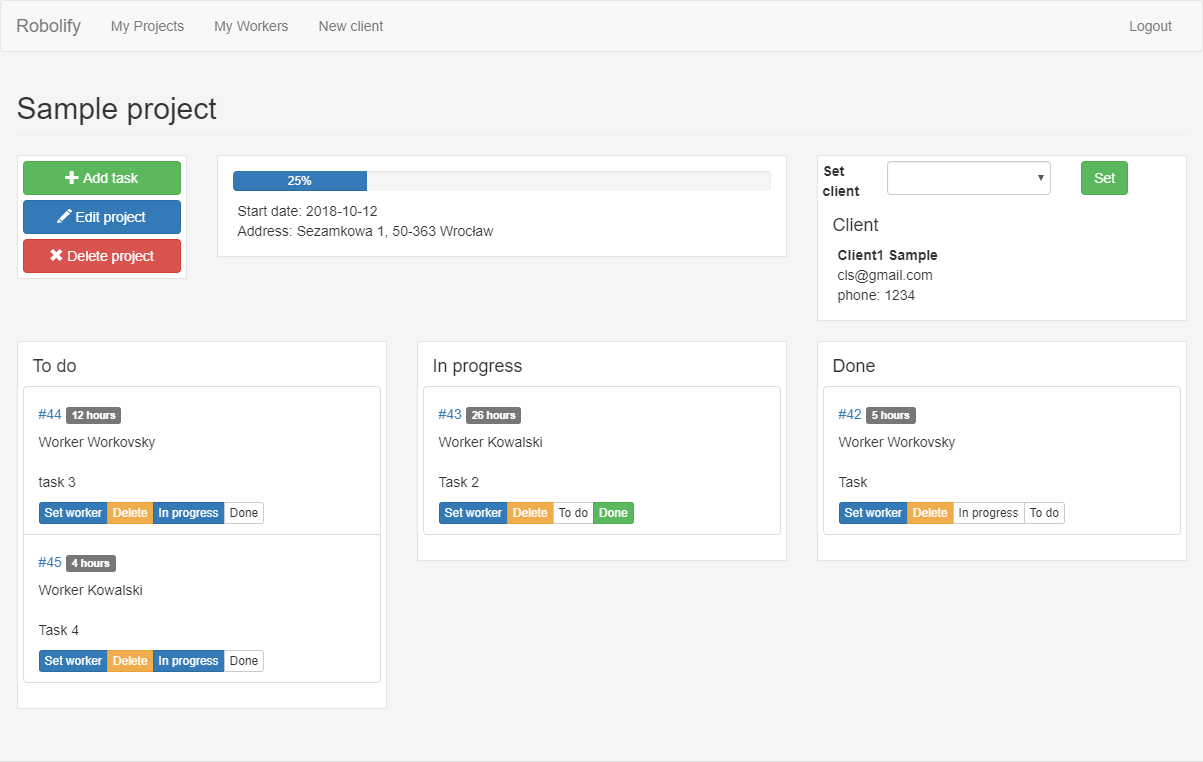 Robolify My Projects My Workers New client Logout
Sample project
Add task
Edit project
Delete project
25%
Start date: 2018-10-12
Address: Sezamkowa 1, 50-363 Wrocław
Set client
Set
Client
Client1 Sample
cls@gmail.com
phone: 1234
To do
#44 12 hours
Worker Workovsky
task 3
Set worker Delete In progress Done
#45 4 hours
Worker Kowalski
Task 4
Set worker Delete In progress Done
In progress
#43 26 hours
Worker Kowalski
Task 2
Set worker Delete To do Done
Done
#42 5 hours
Worker Workovsky
Task
Set worker Delete In progress To do